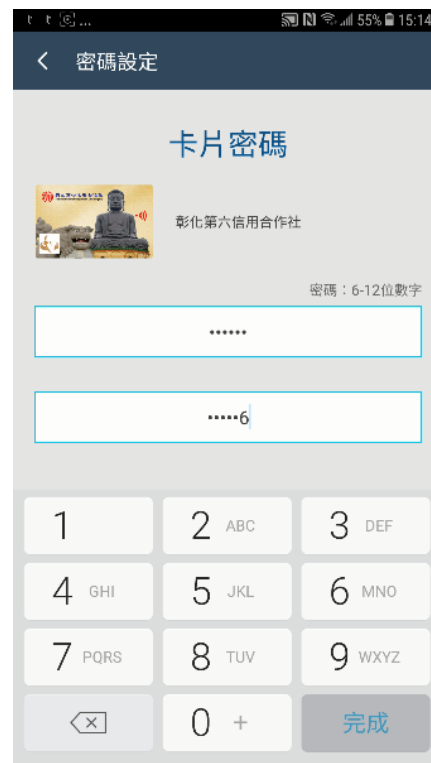 t t ... 55% 15:14
密碼設定
卡片密碼
彰化第六信用合作社
密碼：6-12位數字
••••••
•••••6
1
2 ABC
3 DEF
4 GHI
5 JKL
6 MNO
7 PQRS
8 TUV
9 WXYZ
0 +
完成